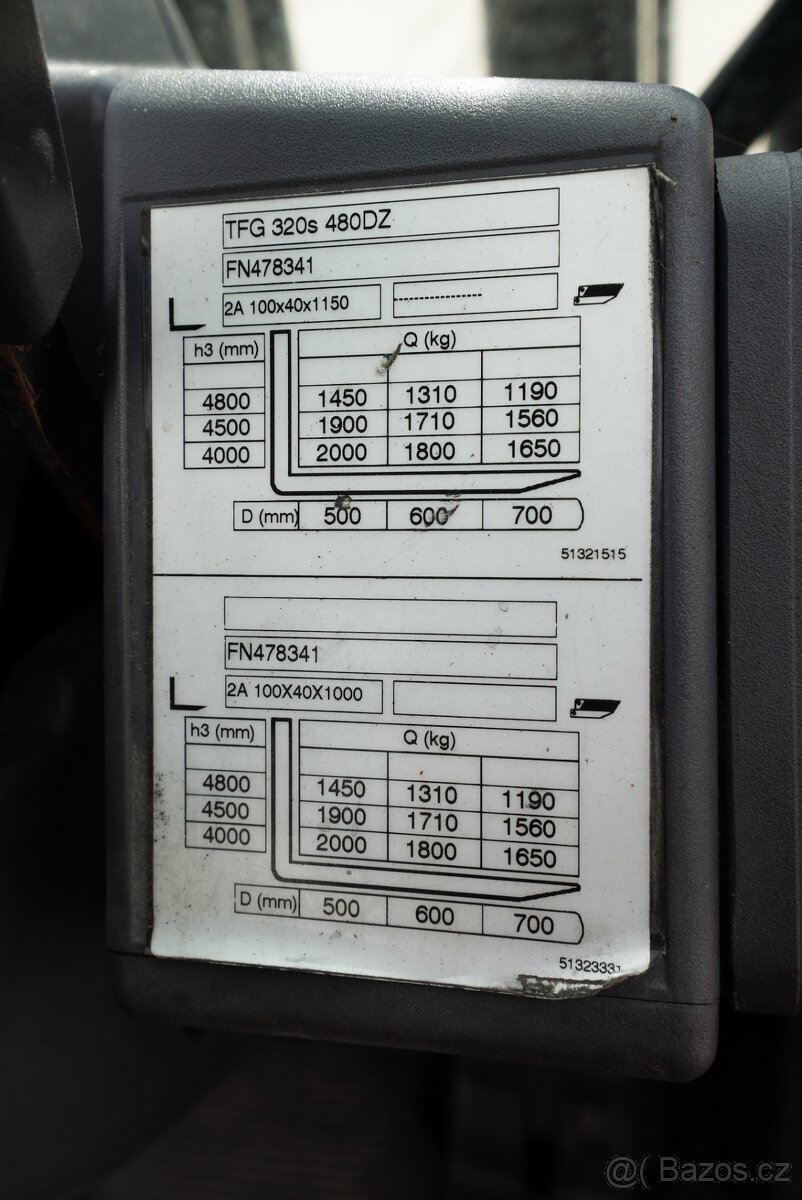 TFG 320s 480DZ
FN478341
2A 100x40x1150 ----------------
h3 (mm) Q (kg)
4800 1450 1310 1190
4500 1900 1710 1560
4000 2000 1800 1650
D (mm) 500 600 700
51321515
FN478341
2A 100X40X1000
h3 (mm) Q (kg)
4800 1450 1310 1190
4500 1900 1710 1560
4000 2000 1800 1650
D (mm) 500 600 700
51323331
@( Bazos.cz